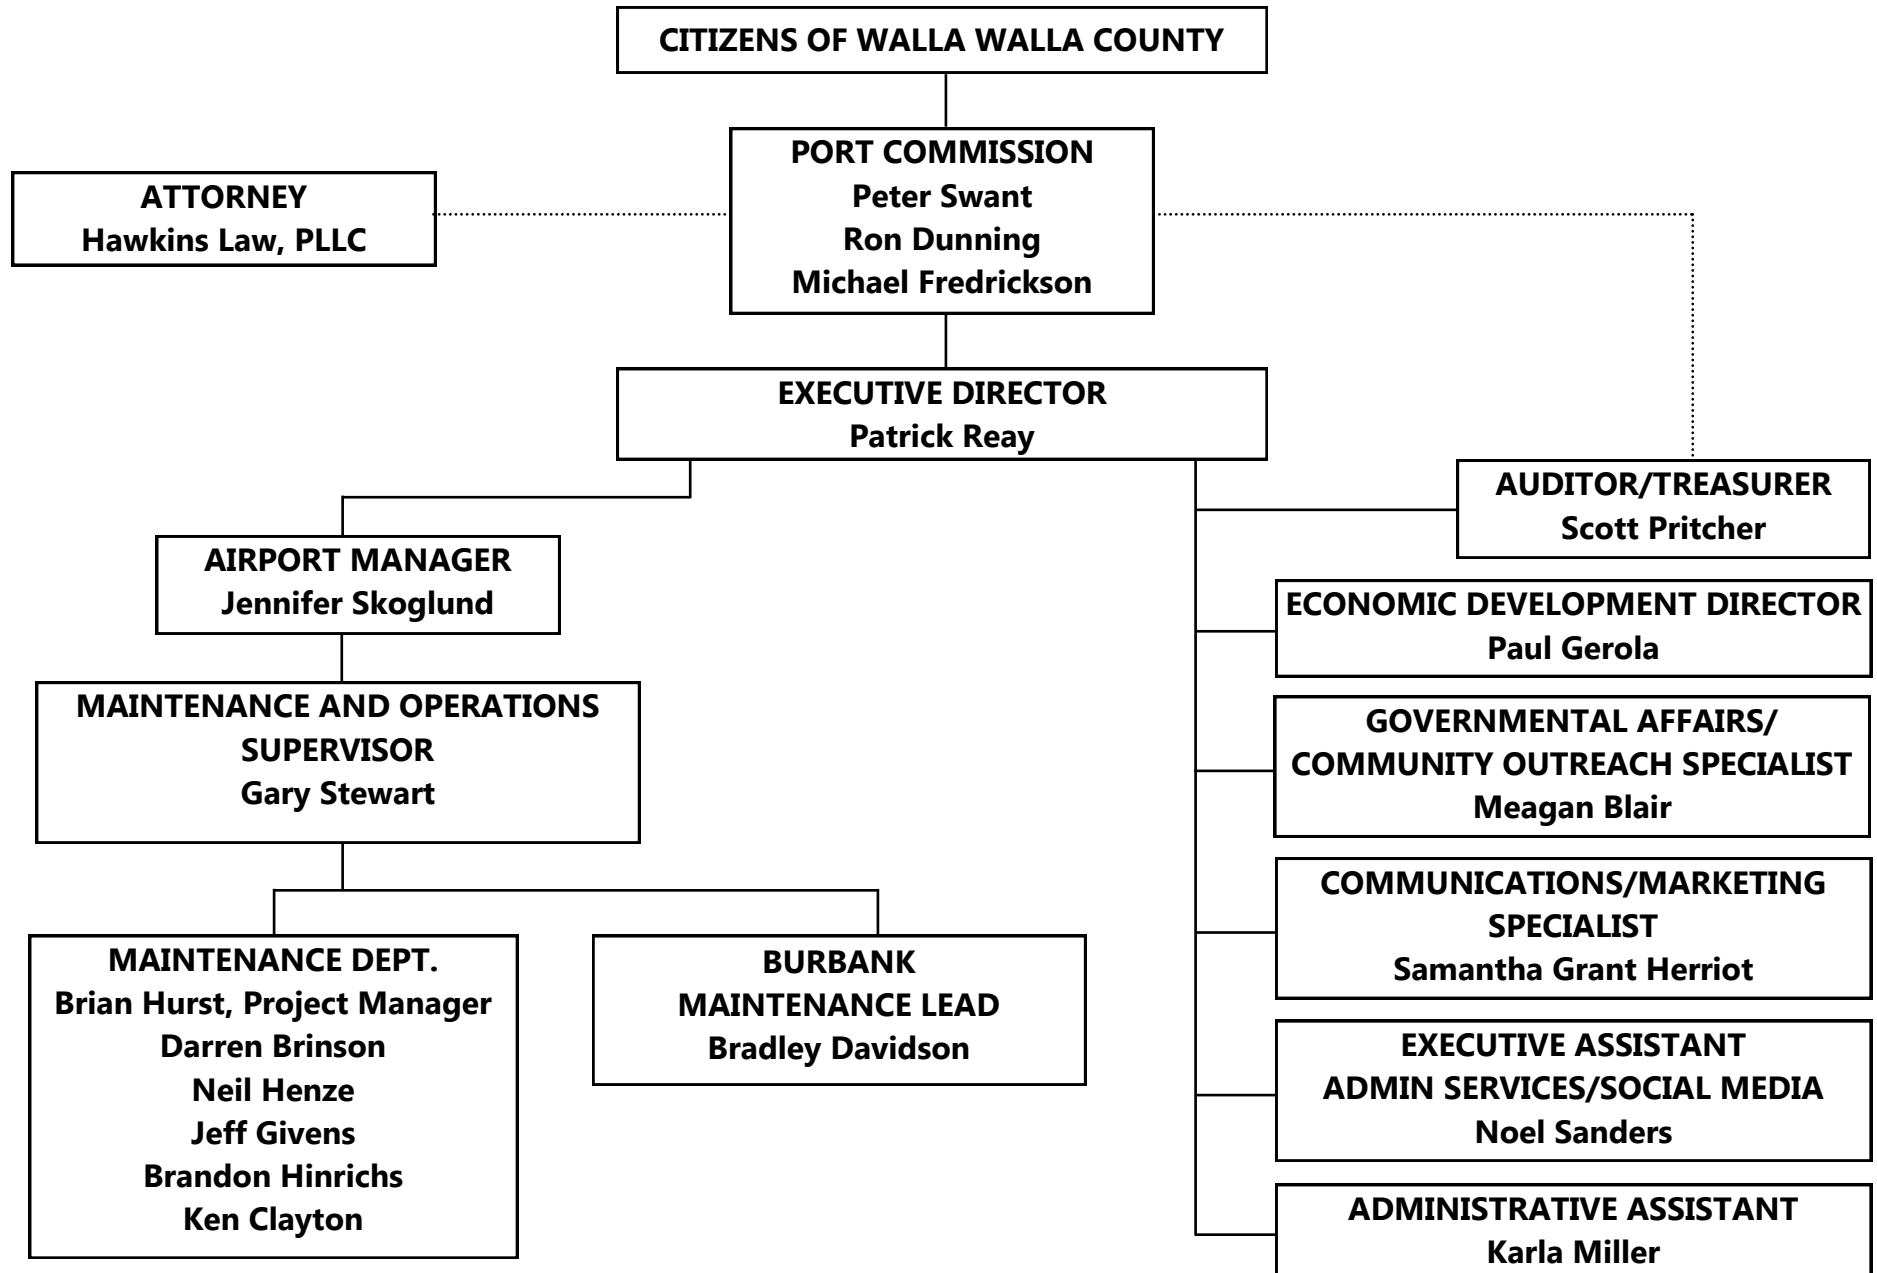 CITIZENS OF WALLA WALLA COUNTY
PORT COMMISSION
Peter Swant
Ron Dunning
Michael Fredrickson
ATTORNEY
Hawkins Law, PLLC
EXECUTIVE DIRECTOR
Patrick Reay
AUDITOR/TREASURER
Scott Pritcher
AIRPORT MANAGER
Jennifer Skoglund
ECONOMIC DEVELOPMENT DIRECTOR
Paul Gerola
MAINTENANCE AND OPERATIONS
SUPERVISOR
Gary Stewart
GOVERNMENTAL AFFAIRS/
COMMUNITY OUTREACH SPECIALIST
Meagan Blair
COMMUNICATIONS/MARKETING
SPECIALIST
Samantha Grant Herriot
MAINTENANCE DEPT.
Brian Hurst, Project Manager
Darren Brinson
Neil Henze
Jeff Givens
Brandon Hinrichs
Ken Clayton
BURBANK
MAINTENANCE LEAD
Bradley Davidson
EXECUTIVE ASSISTANT
ADMIN SERVICES/SOCIAL MEDIA
Noel Sanders
ADMINISTRATIVE ASSISTANT
Karla Miller